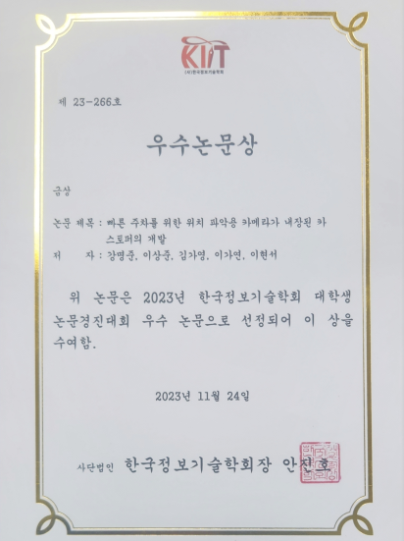 KIIT
(사)한국정보기술학회
제 23-266호
우수논문상
금상
논문 제목 : 빠른 주차를 위한 위치 파악용 카메라가 내장된 카
스토퍼의 개발
저 자 : 강명준, 이상준, 김가영, 이가연, 이현서
위 논문은 2023년 한국정보기술학회 대학생
논문경진대회 우수 논문으로 선정되어 이 상을
수여함.
2023년 11월 24일
사단법인 한국정보기술학회장 안진호